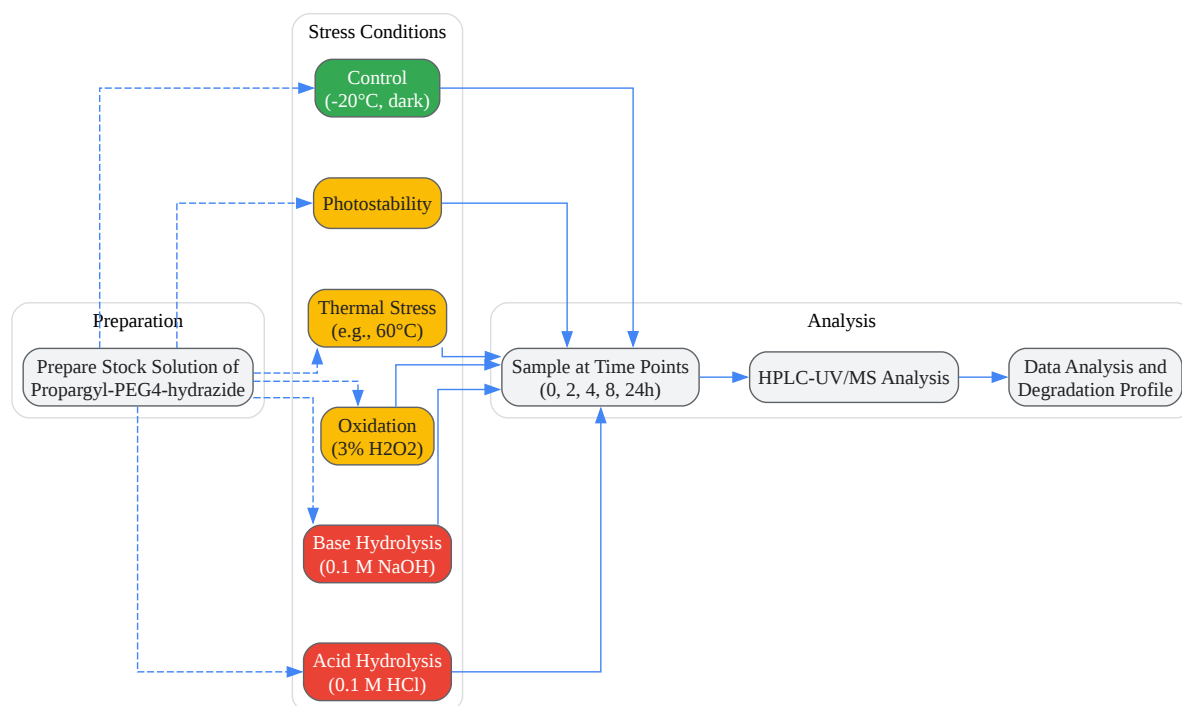 Stress Conditions
Control
(-20°C, dark)
Photostability
Thermal Stress
(e.g., 60°C)
Oxidation
(3% H2O2)
Base Hydrolysis
(0.1 M NaOH)
Acid Hydrolysis
(0.1 M HCl)
Preparation
Prepare Stock Solution of
Propargyl-PEG4-hydrazide
Analysis
Sample at Time Points
(0, 2, 4, 8, 24h)
HPLC-UV/MS Analysis
Data Analysis and
Degradation Profile